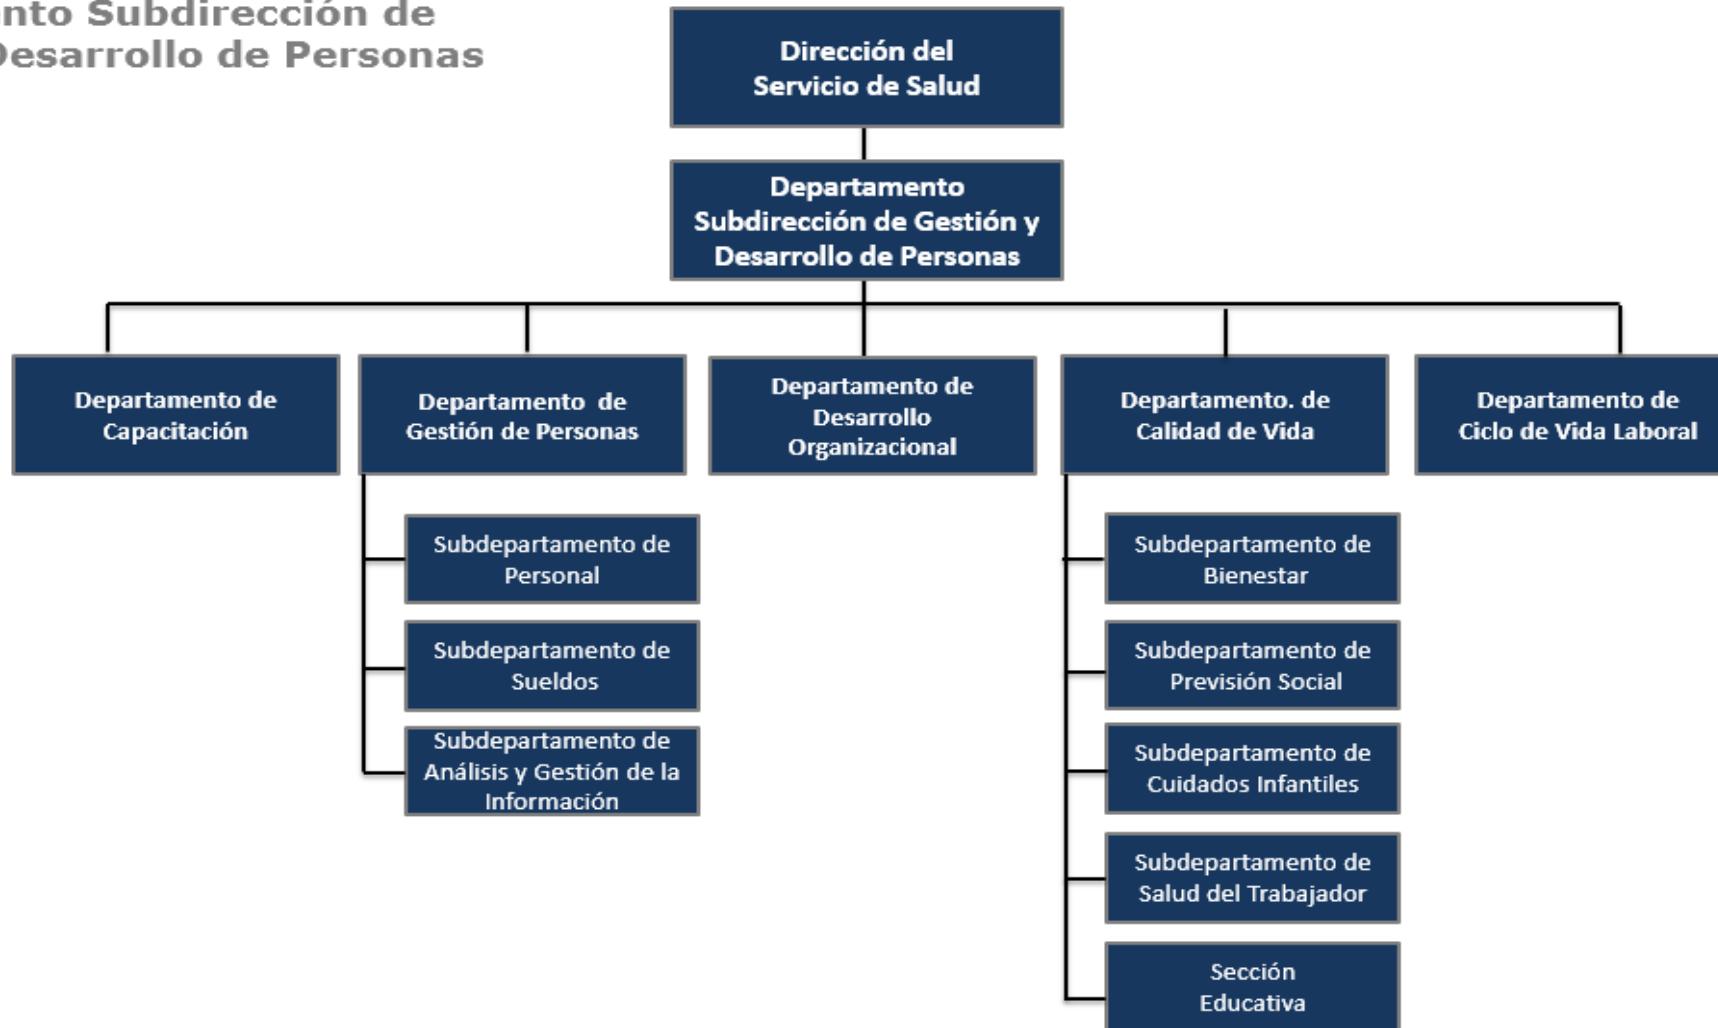 nto Subdirección de
Desarrollo de Personas
Dirección del
Servicio de Salud
Departamento
Subdirección de Gestión y
Desarrollo de Personas
Departamento de
Capacitación
Departamento de
Gestión de Personas
Departamento de
Desarrollo
Organizacional
Departamento. de
Calidad de Vida
Departamento de
Ciclo de Vida Laboral
Subdepartamento de
Personal
Subdepartamento de
Sueldos
Subdepartamento de
Análisis y Gestión de la
Información
Subdepartamento de
Bienestar
Subdepartamento de
Previsión Social
Subdepartamento de
Cuidados Infantiles
Subdepartamento de
Salud del Trabajador
Sección
Educativa